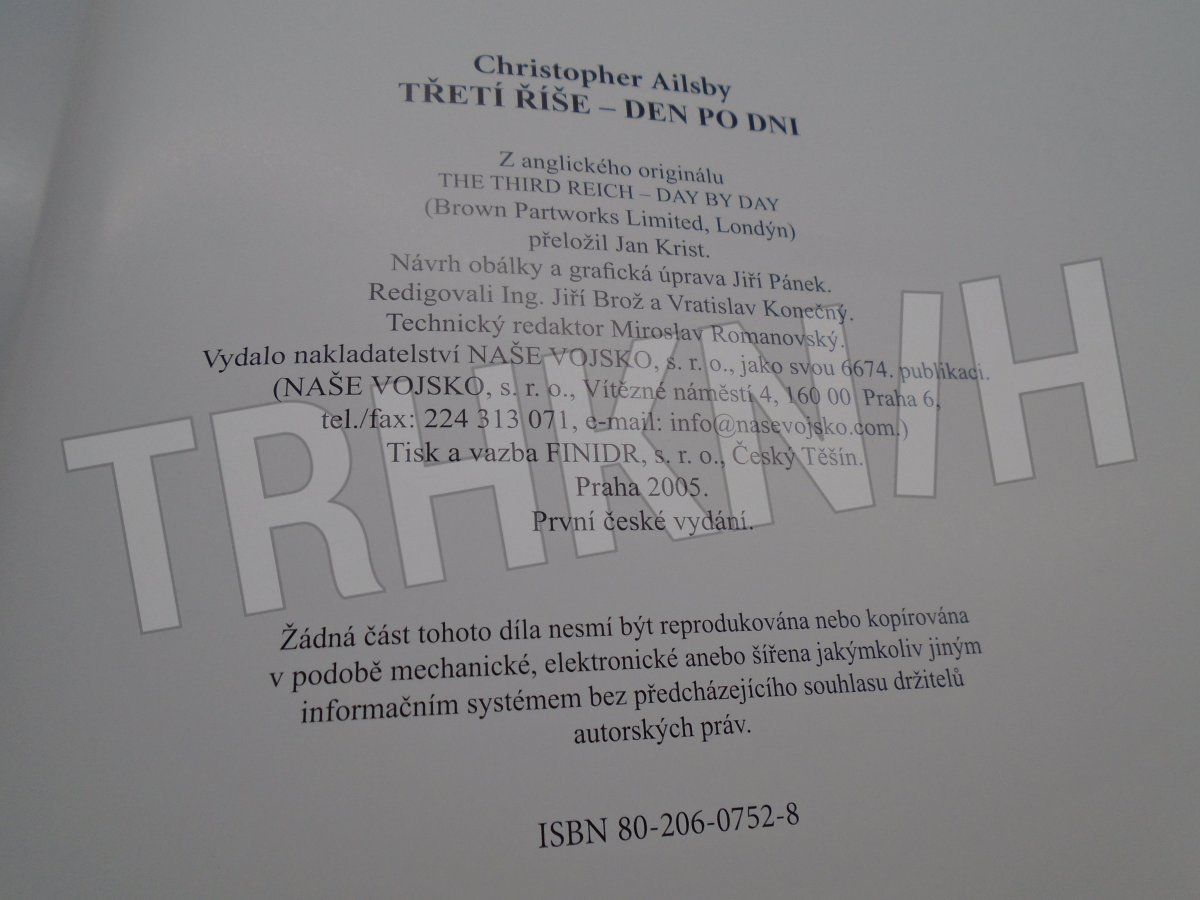 Christopher Ailsby
TŘETÍ ŘÍŠE – DEN PO DNI
Z anglického originálu
THE THIRD REICH – DAY BY DAY
(Brown Partworks Limited, Londýn)
přeložil Jan Krist.
Návrh obálky a grafická úprava Jiří Pánek.
Redigovali Ing. Jiří Brož a Vratislav Konečný.
Technický redaktor Miroslav Romanovský.
Vydalo nakladatelství NAŠE VOJSKO, s. r. o., jako svou 6674. publikaci.
(NAŠE VOJSKO, s. r. o., Vítězné náměstí 4, 160 00 Praha 6,
tel./fax: 224 313 071, e-mail: info@nasevojsko.com.)
Tisk a vazba FINIDR, s. r. o., Český Těšín.
Praha 2005.
První české vydání.
TRHKNIH
Žádná část tohoto díla nesmí být reprodukována nebo kopírována
v podobě mechanické, elektronické anebo šířena jakýmkoliv jiným
informačním systémem bez předcházejícího souhlasu držitelů
autorských práv.
ISBN 80-206-0752-8